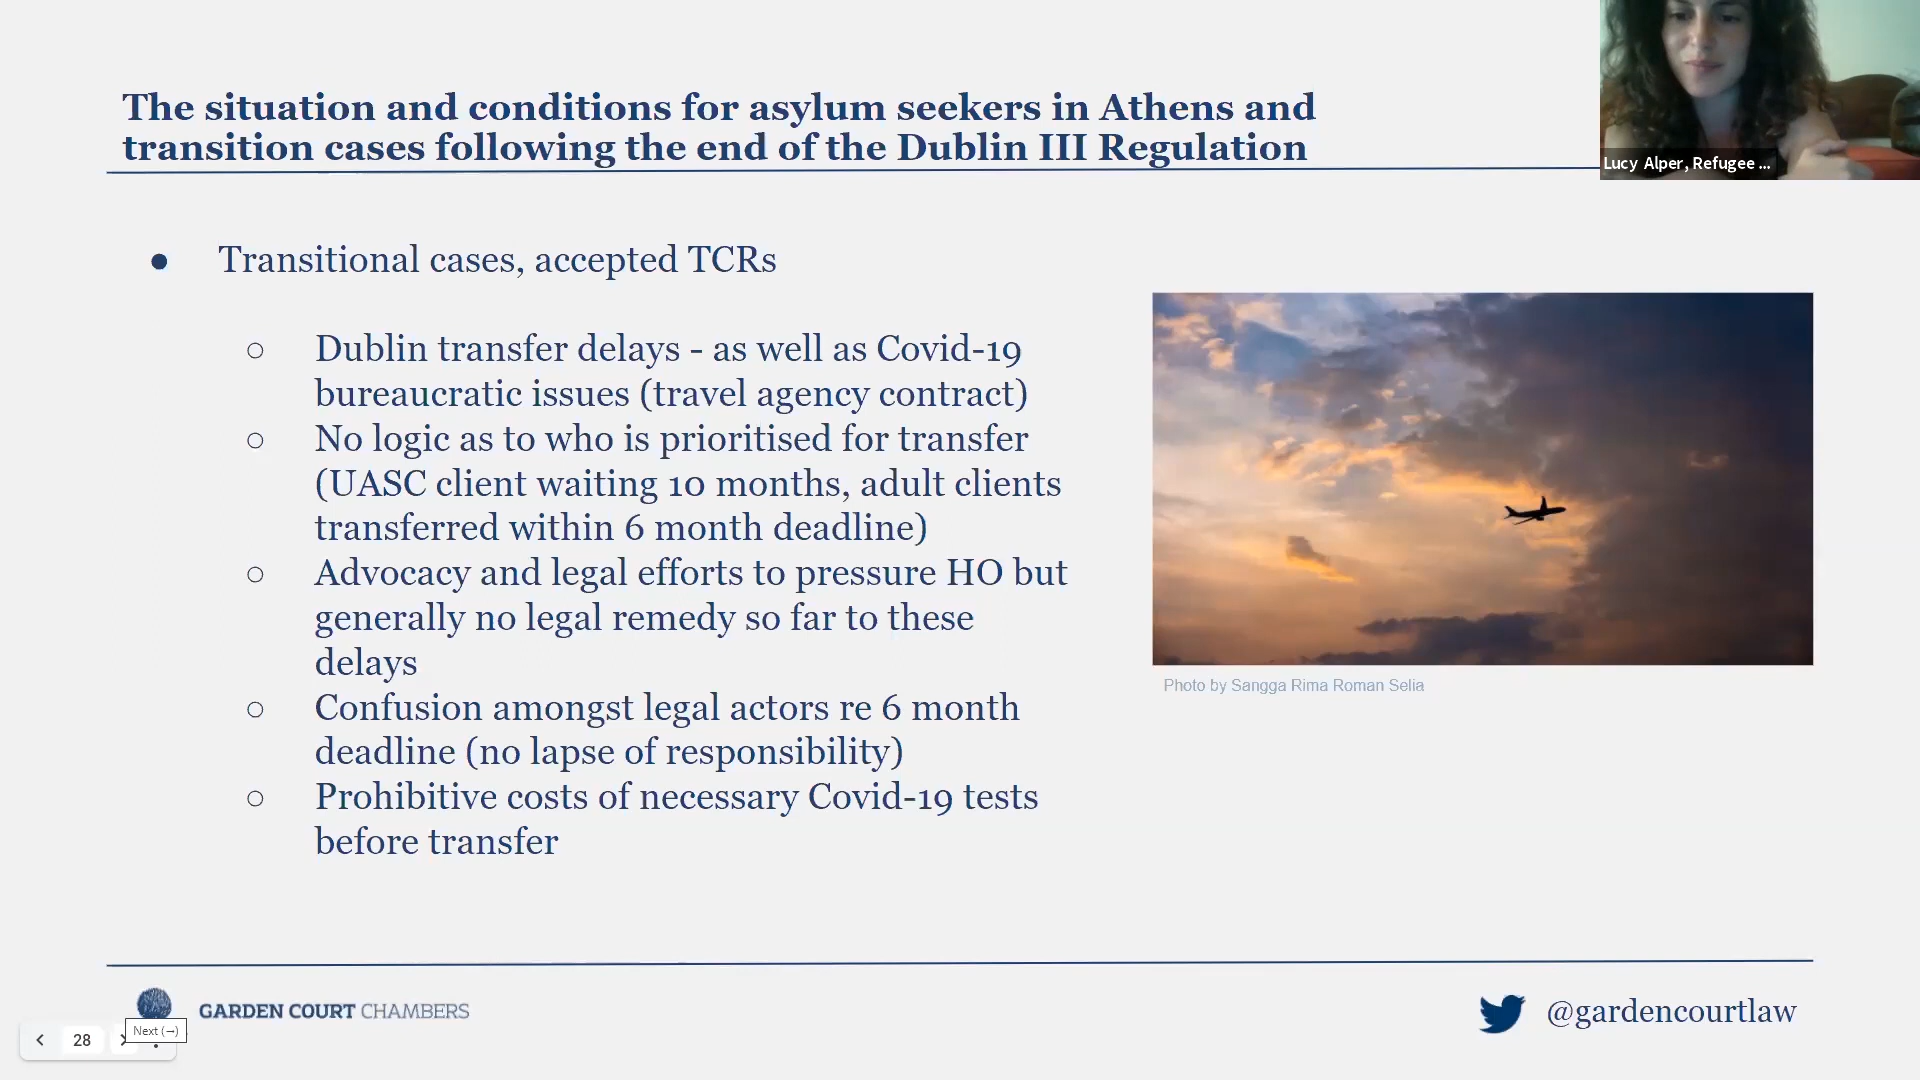 The situation and conditions for asylum seekers in Athens and
transition cases following the end of the Dublin III Regulation
Lucy Alper, Refugee ...
● Transitional cases, accepted TCRs
○ Dublin transfer delays - as well as Covid-19
bureaucratic issues (travel agency contract)
○ No logic as to who is prioritised for transfer
(UASC client waiting 10 months, adult clients
transferred within 6 month deadline)
○ Advocacy and legal efforts to pressure HO but
generally no legal remedy so far to these
delays
○ Confusion amongst legal actors re 6 month
deadline (no lapse of responsibility)
○ Prohibitive costs of necessary Covid-19 tests
before transfer
Photo by Sangga Rima Roman Selia
GARDEN COURT CHAMBERS
@gardencourtlaw
Next (→)
28